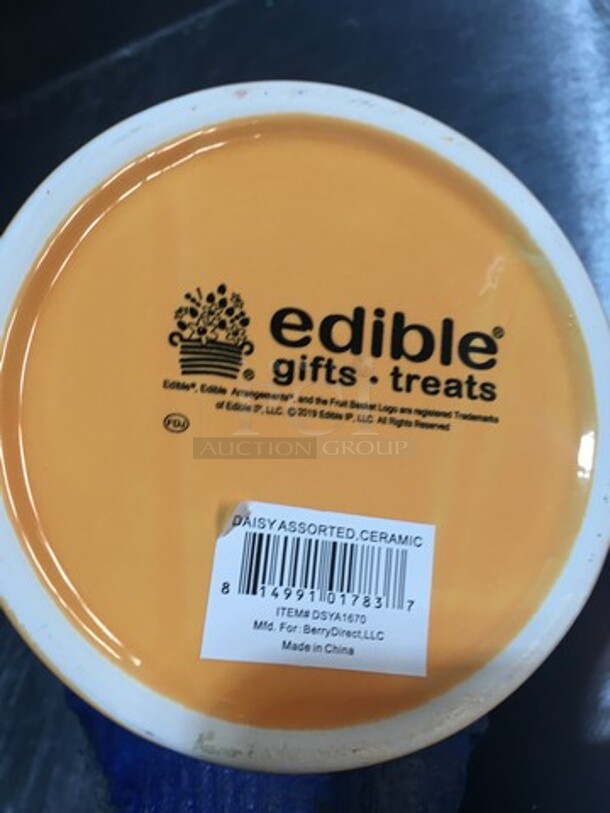 edible®
gifts · treats
®
Edible®, Edible Arrangements®, and the Fruit Basket Logo are registered Trademarks
of Edible IP, LLC. © 2019 Edible IP, LLC. All Rights Reserved
FDJ
AUCTION GROUP
DAISY ASSORTED,CERAMIC
8 14991 01783 7
ITEM# DSYA1670
Mfd. For: BerryDirect,LLC
Made in China